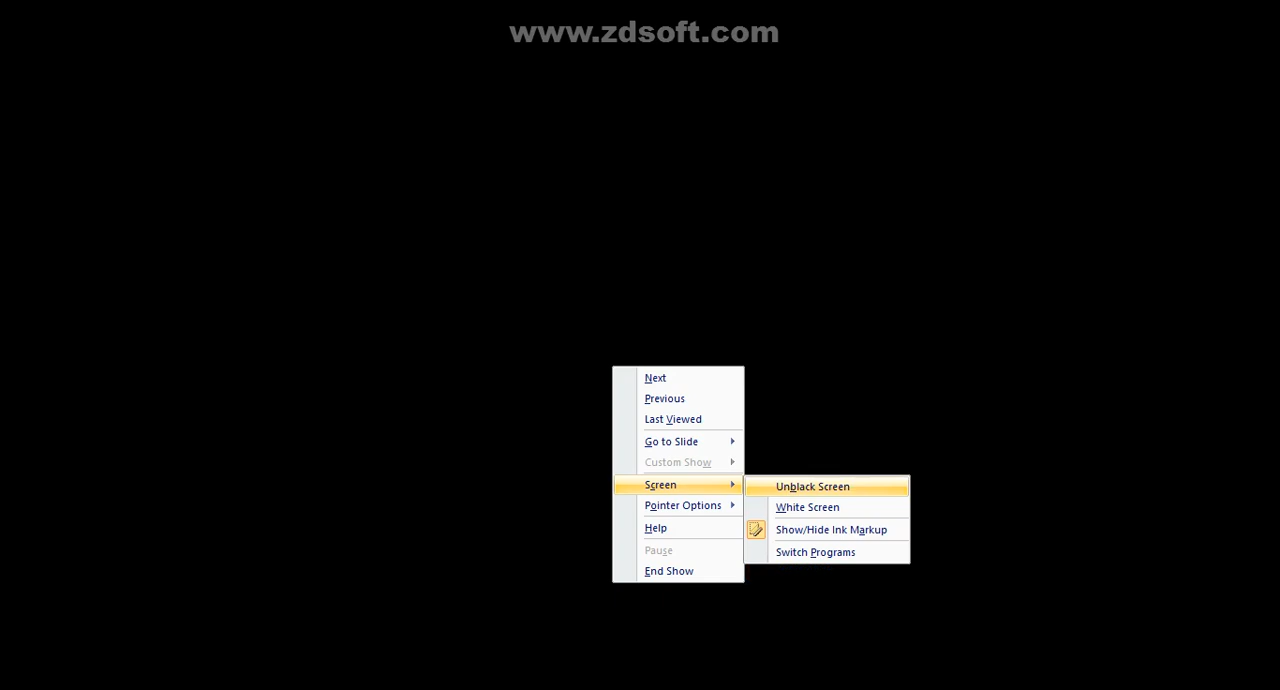 www.zdsoft.com
Next
Previous
Last Viewed
Go to Slide
Custom Show
Screen
Unblack Screen
Pointer Options
White Screen
Help
Show/Hide Ink Markup
Pause
Switch Programs
End Show